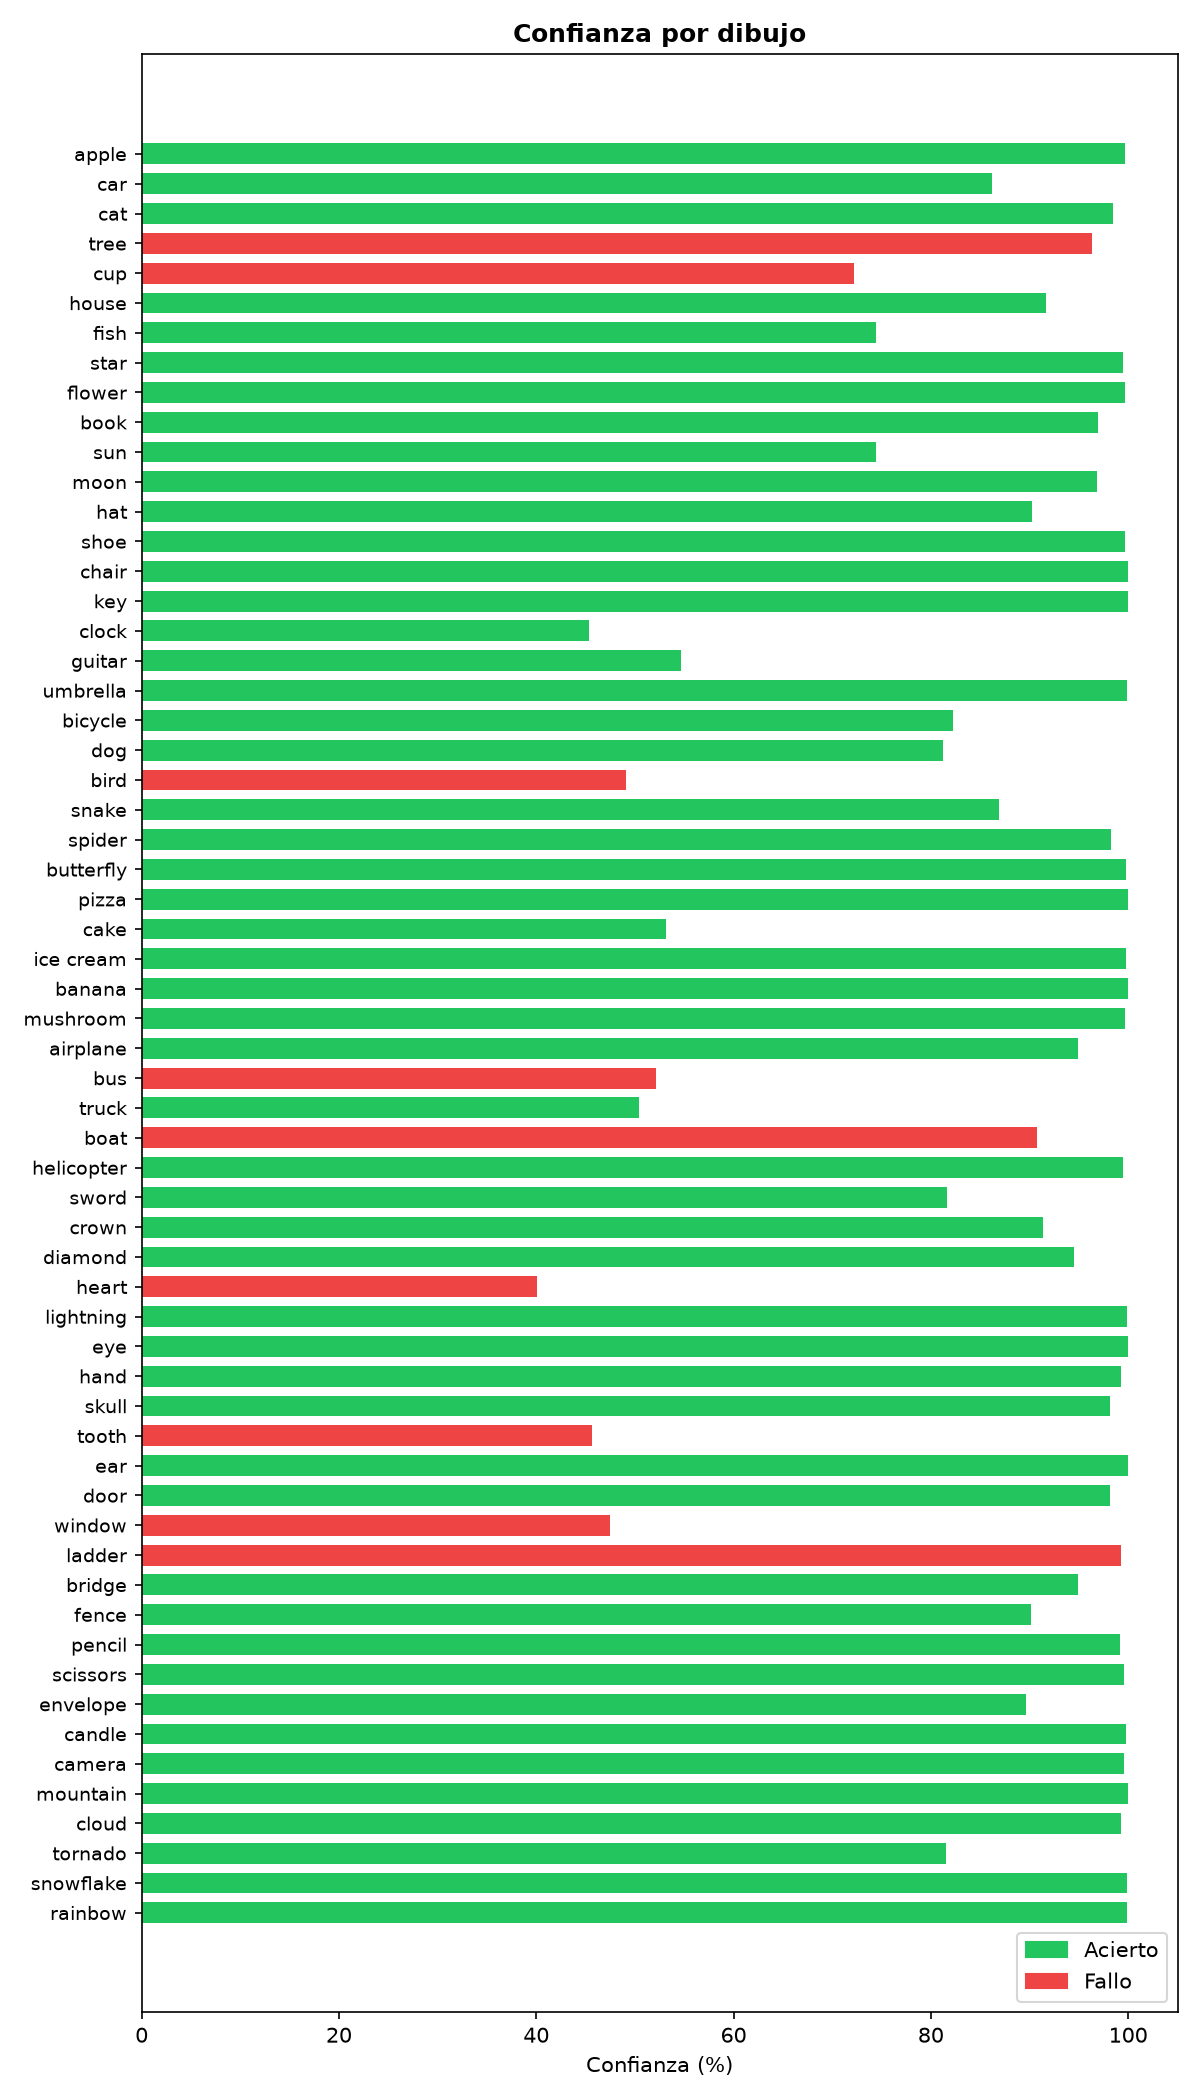 Confianza por dibujo
apple
car
cat
tree
cup
house
fish
star
flower
book
sun
moon
hat
shoe
chair
key
clock
guitar
umbrella
bicycle
dog
bird
snake
spider
butterfly
pizza
cake
ice cream
banana
mushroom
airplane
bus
truck
boat
helicopter
sword
crown
diamond
heart
lightning
eye
hand
skull
tooth
ear
door
window
ladder
bridge
fence
pencil
scissors
envelope
candle
camera
mountain
cloud
tornado
snowflake
rainbow
Acierto
Fallo
0 20 40 60 80 100
Confianza (%)